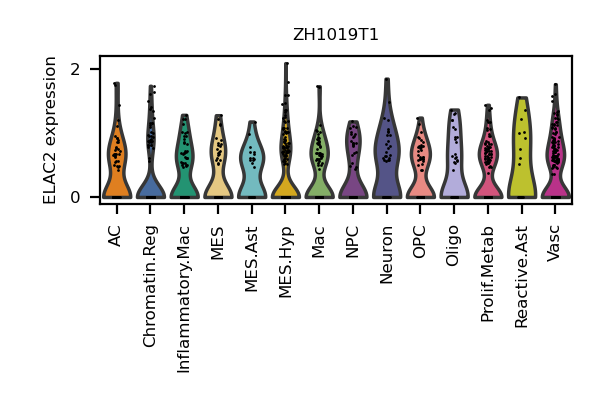 ZH1019T1
ELAC2 expression
2
0
AC
Chromatin.Reg
Inflammatory.Mac
MES
MES.Ast
MES.Hyp
Mac
NPC
Neuron
OPC
Oligo
Prolif.Metab
Reactive.Ast
Vasc